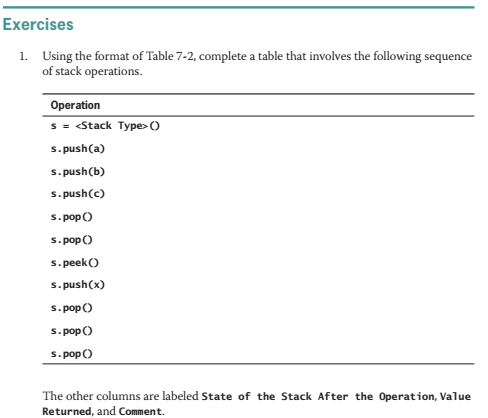 Exercises
1. Using the format of Table 7-2, complete a table that involves the following sequence
of stack operations.
Operation
s = <Stack Type>()
s.push(a)
s.push(b)
s.push(c)
s.pop()
s.pop()
s.peek()
s.push(x)
s.pop()
s.pop()
s.pop()
The other columns are labeled State of the Stack After the Operation, Value
Returned, and Comment.